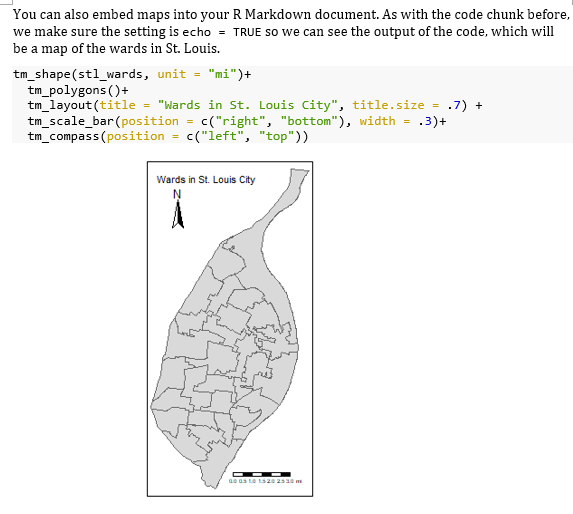 You can also embed maps into your R Markdown document. As with the code chunk before,
we make sure the setting is echo = TRUE so we can see the output of the code, which will
be a map of the wards in St. Louis.
tm_shape(stl_wards, unit = "mi")+
  tm_polygons()+
  tm_layout(title = "Wards in St. Louis City", title.size = .7) +
  tm_scale_bar(position = c("right", "bottom"), width = .3)+
  tm_compass(position = c("left", "top"))
Wards in St. Louis City
N
0.0 0.5 1.0 1.5 2.0 2.5 3.0 mi